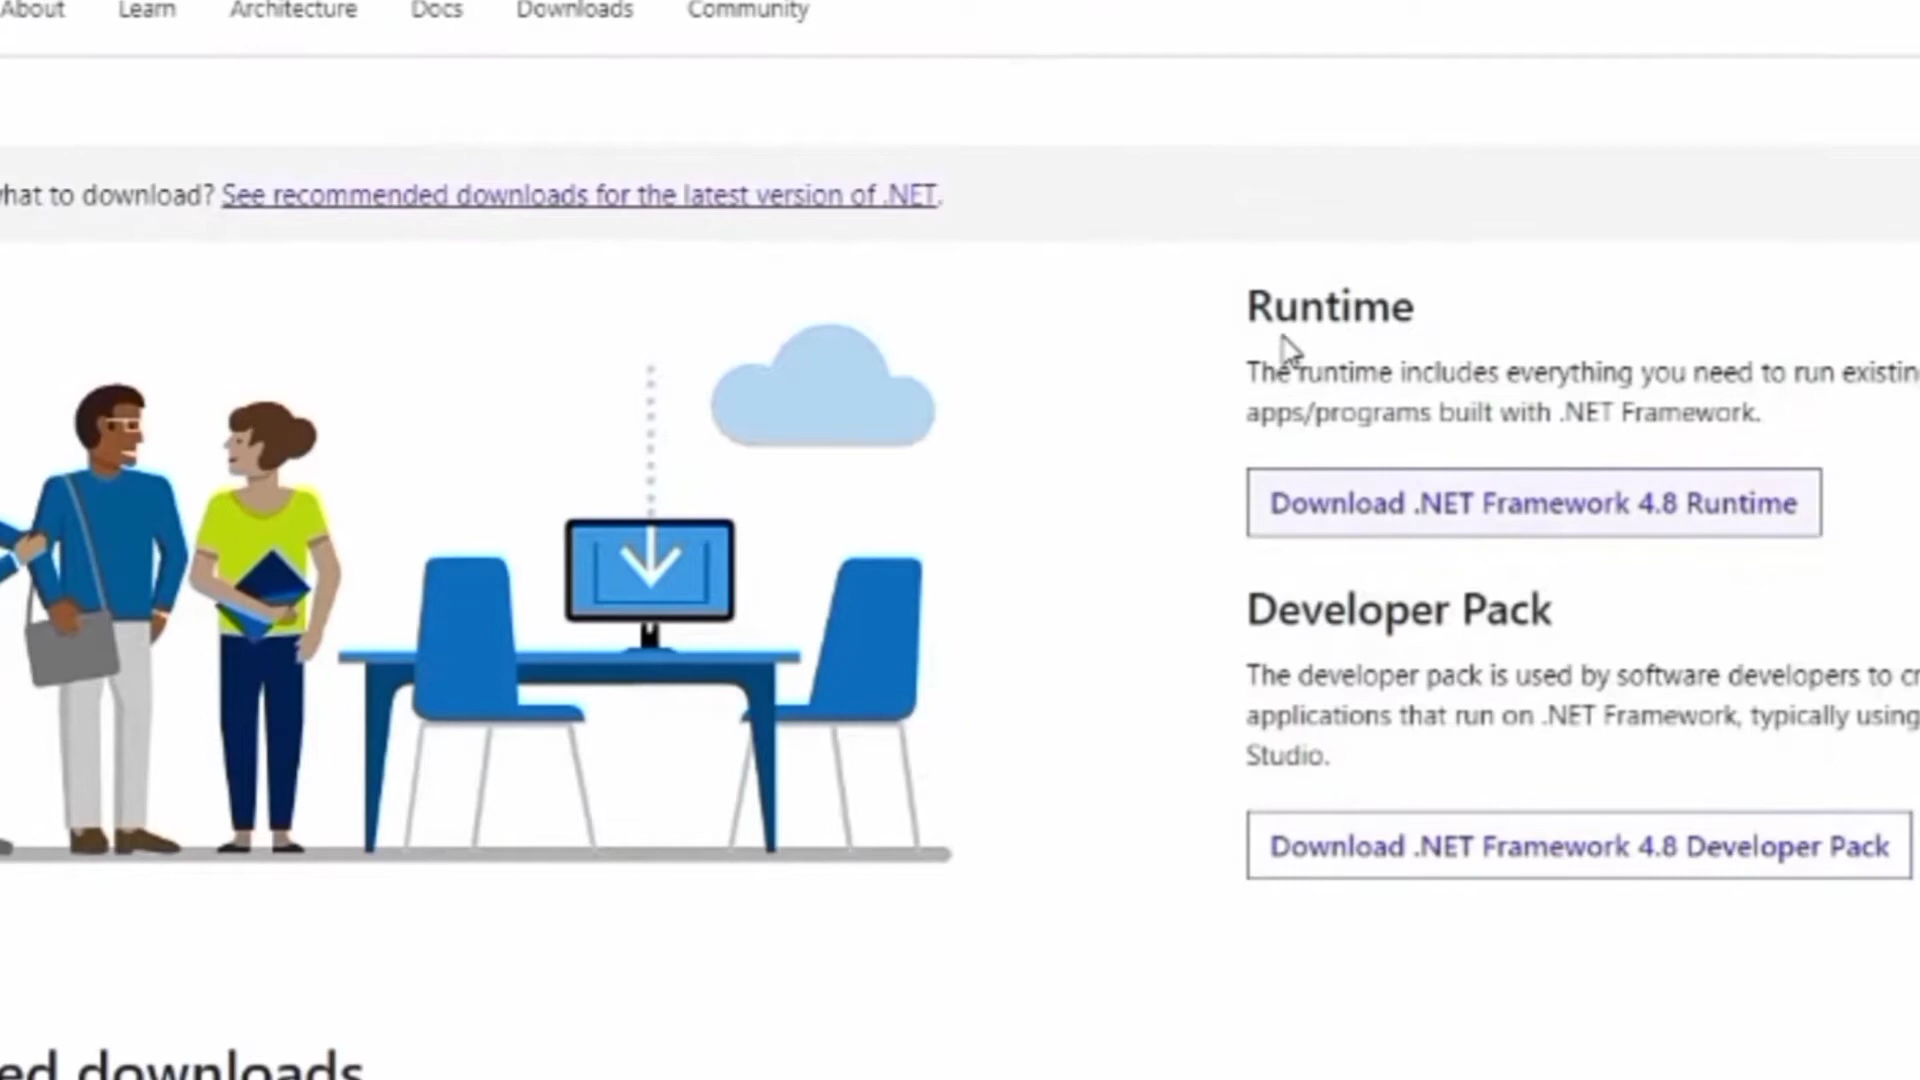 About Learn Architecture Docs Downloads Community
what to download? See recommended downloads for the latest version of .NET.
Runtime
The runtime includes everything you need to run existin
apps/programs built with .NET Framework.
Download .NET Framework 4.8 Runtime
Developer Pack
The developer pack is used by software developers to cr
applications that run on .NET Framework, typically using
Studio.
Download .NET Framework 4.8 Developer Pack
ed downloads